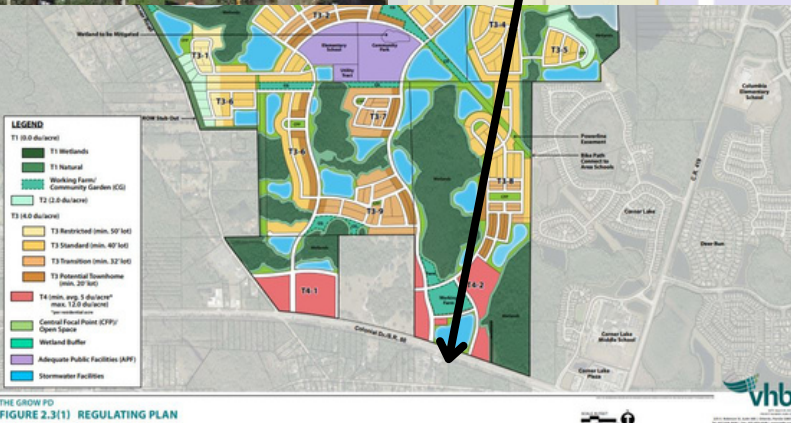 T3-2
T3-4
Wetland to be Mitigated
Elementary
School
Community
Park
T3-5
T3-1
Utility
Tract
Columbia
Elementary
School
T3-6
T3-7
ROW Stub-Out
LEGEND
T1 (0.0 du/acre)
T1 Wetlands
T1 Natural
Working Farm/
Community Garden (CG)
T2 (2.0 du/acre)
T3 (4.0 du/acre)
T3 Restricted (min. 50' lot)
T3 Standard (min. 40' lot)
T3 Transition (min. 32' lot)
T3 Potential Townhome
(min. 20' lot)
T4 (min. avg. 5 du/acre*
max. 12.0 du/acre)
*per residential acre
Central Focal Point (CFP)/
Open Space
Wetland Buffer
Adequate Public Facilities (APF)
Stormwater Facilities
Powerline
Easement
Bike Path
Connect to
Area Schools
C.R. 419
T3-6
T3-8
T3-9
Corner Lake
Deer Run
Wetlands
T4-1
T4-2
Working
Farm
Colonial Dr./S.R. 50
Corner Lake
Middle School
Corner Lake
Plaza
THE GROW PD
FIGURE 2.3(1) REGULATING PLAN
vhb